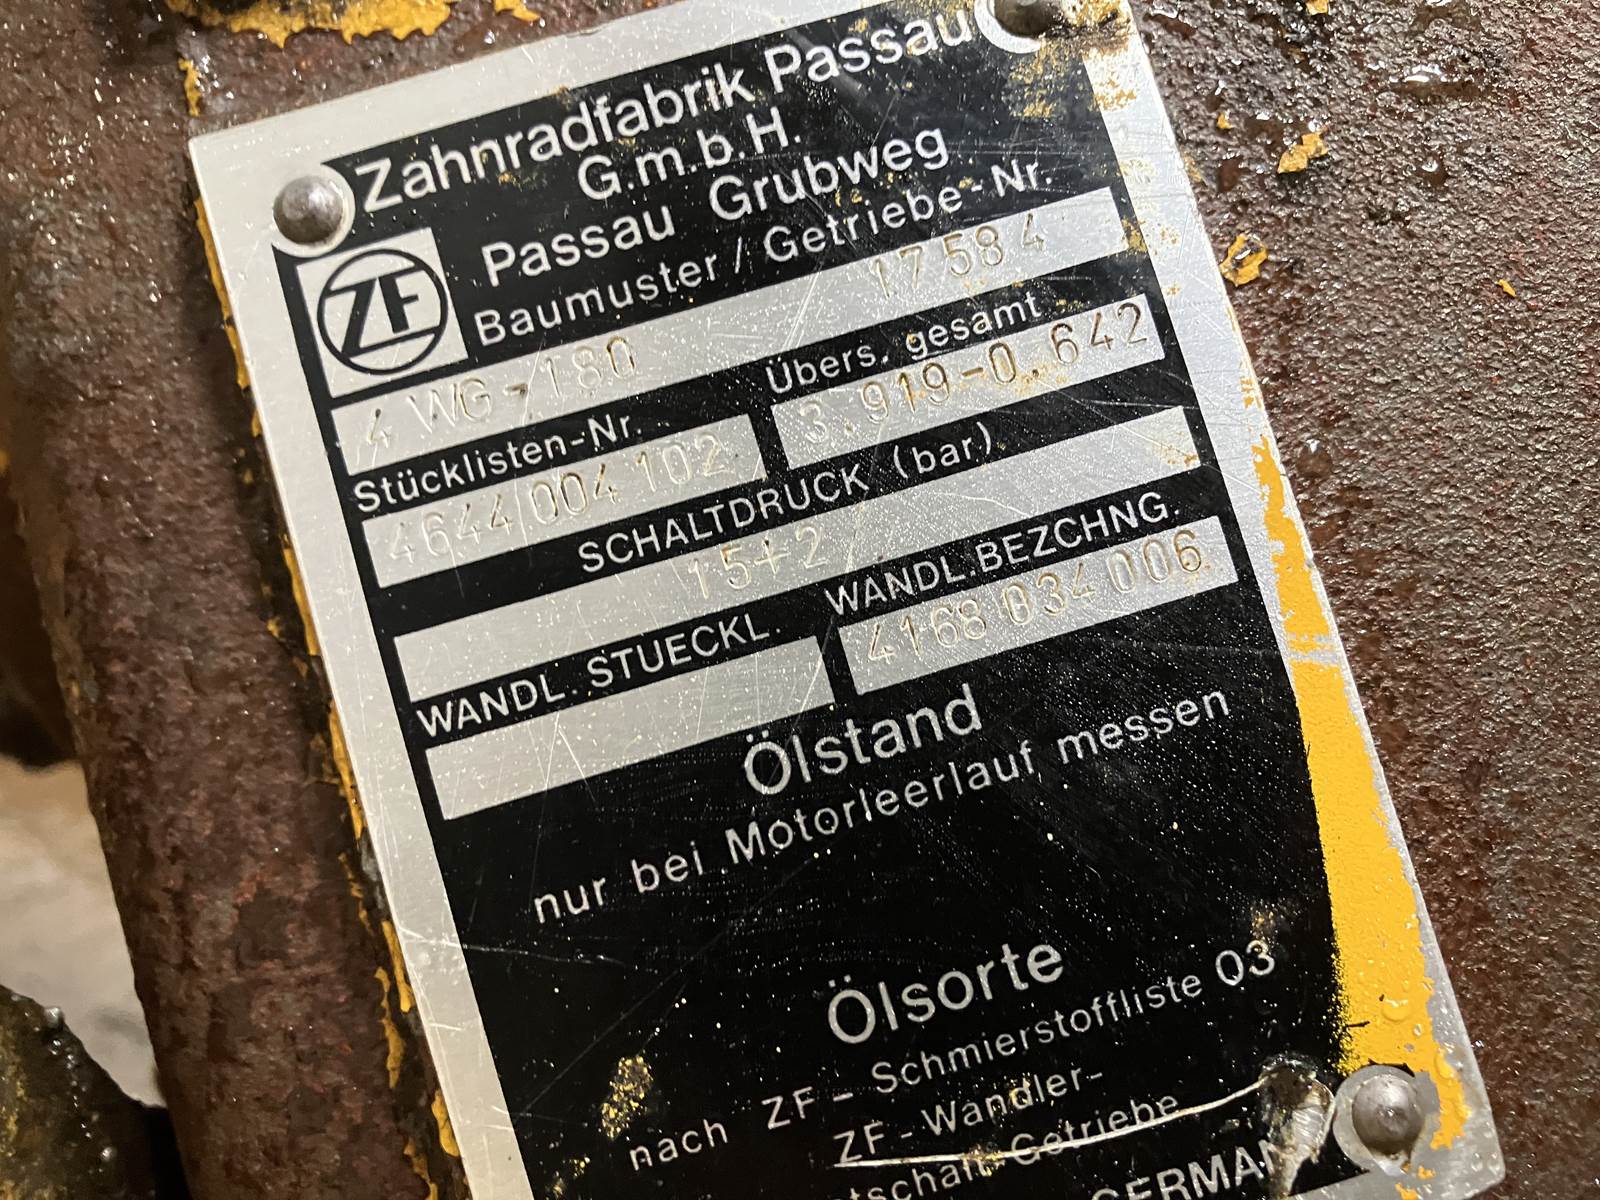 Zahnradfabrik Passau
G.m.b.H.
Passau Grubweg
ZF
Baumuster / Getriebe-Nr.
4 WG-180 17584
Stücklisten-Nr. Übers. gesamt
4644 004 102 3.919-0.642
SCHALTDRUCK (bar)
15+2
WANDL. STUECKL. WANDL.BEZCHNG.
4168 034 006
Ölstand
nur bei Motorleerlauf messen
Ölsorte
nach ZF - Schmierstoffliste 03
ZF - Wandler-
Getriebe